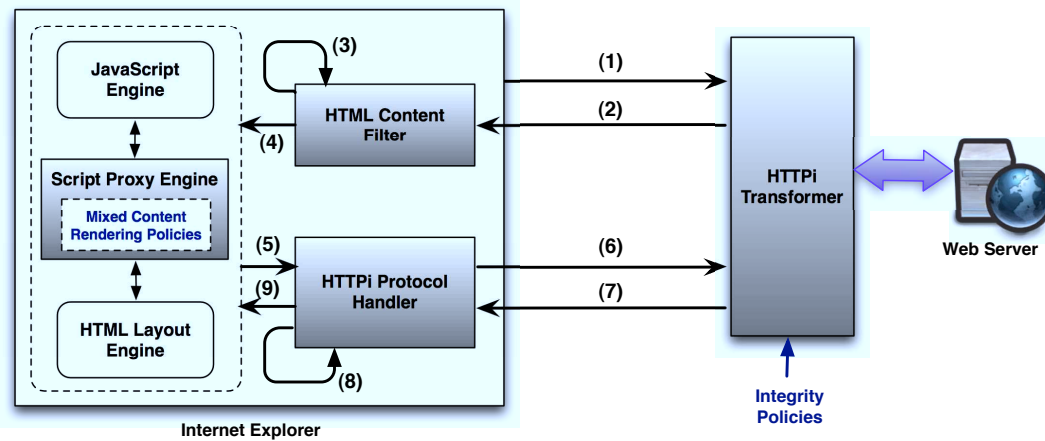 JavaScript
Engine
Script Proxy Engine
Mixed Content
Rendering Policies
HTML Layout
Engine
(3)
HTML Content
Filter
(4)
(5)
(9)
HTTPi Protocol
Handler
(8)
(1)
(2)
(6)
(7)
HTTPi
Transformer
Web Server
Integrity
Policies
Internet Explorer